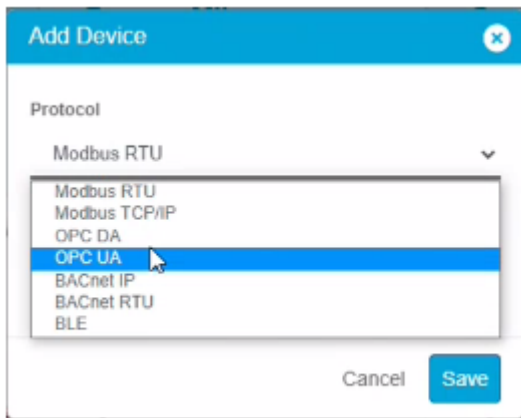 Add Device
Protocol
Modbus RTU
Modbus RTU
Modbus TCP/IP
OPC DA
OPC UA
BACnet IP
BACnet RTU
BLE
Cancel Save